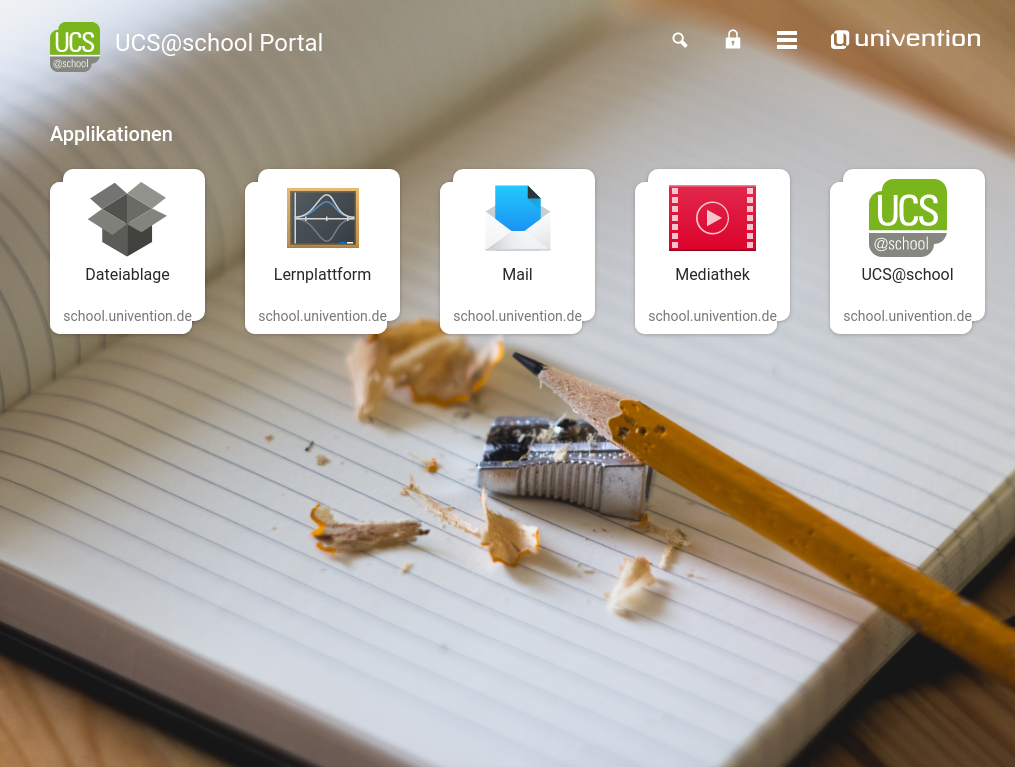 UCS
@school
UCS@school Portal
univention
Applikationen
Dateiablage
school.univention.de
Lernplattform
school.univention.de
Mail
school.univention.de
Mediathek
school.univention.de
UCS
@school
UCS@school
school.univention.de